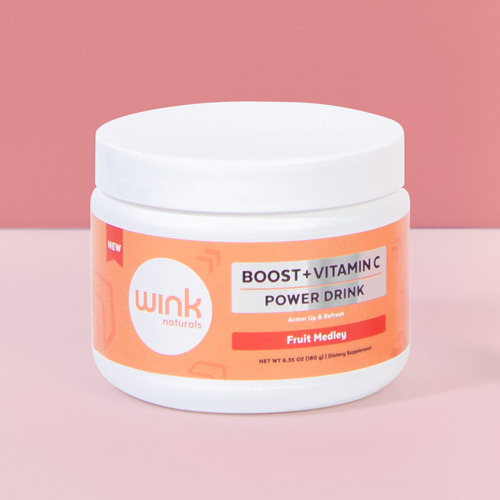 NEW
wink
naturals
BOOST+VITAMIN C
POWER DRINK
Armor Up & Refresh
Fruit Medley
NET WT 6.35 OZ (180 g) | Dietary Supplement